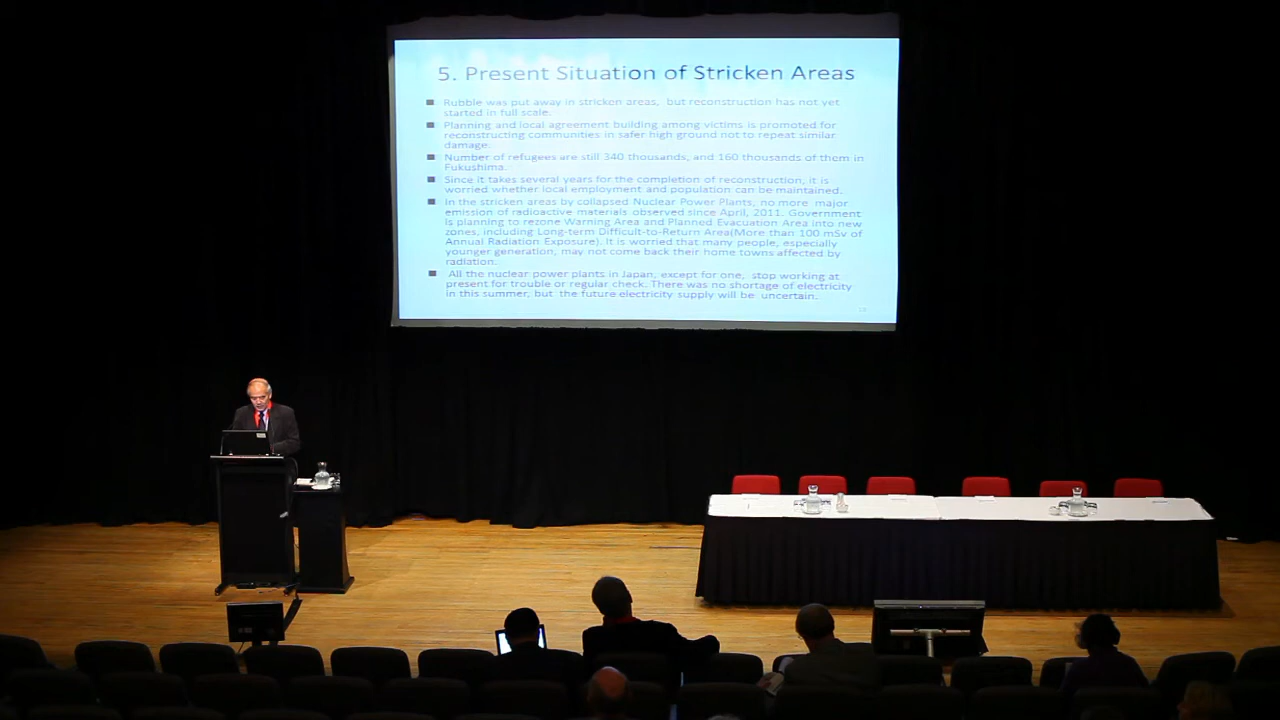 5. Present Situation of Stricken Areas
Rubble was put away in stricken areas, but reconstruction has not yet
started in full scale.
Planning and local agreement building among victims is promoted for
reconstructing communities in safer high ground not to repeat similar
damage.
Number of refugees are still 340 thousands, and 160 thousands of them in
Fukushima.
Since it takes several years for the completion of reconstruction, it is
worried whether local employment and population can be maintained.
In the stricken areas by collapsed Nuclear Power Plants, no more major
emission of radioactive materials observed since April, 2011. Government
is planning to rezone Warning Area and Planned Evacuation Area into new
zones, including Long-term Difficult-to-Return Area(More than 100 mSv of
Annual Radiation Exposure). It is worried that many people, especially
younger generation, may not come back their home towns affected by
radiation.
All the nuclear power plants in Japan, except for one, stop working at
present for trouble or regular check. There was no shortage of electricity
in this summer, but the future electricity supply will be uncertain.